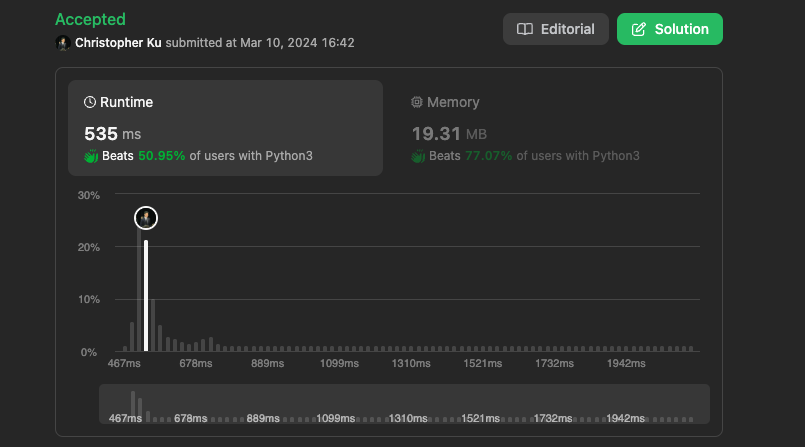 Accepted
Christopher Ku submitted at Mar 10, 2024 16:42
Editorial
Solution
Runtime
535 ms
Beats 50.95% of users with Python3
Memory
19.31 MB
Beats 77.07% of users with Python3
30%
20%
10%
0%
467ms 678ms 889ms 1099ms 1310ms 1521ms 1732ms 1942ms
467ms 678ms 889ms 1099ms 1310ms 1521ms 1732ms 1942ms